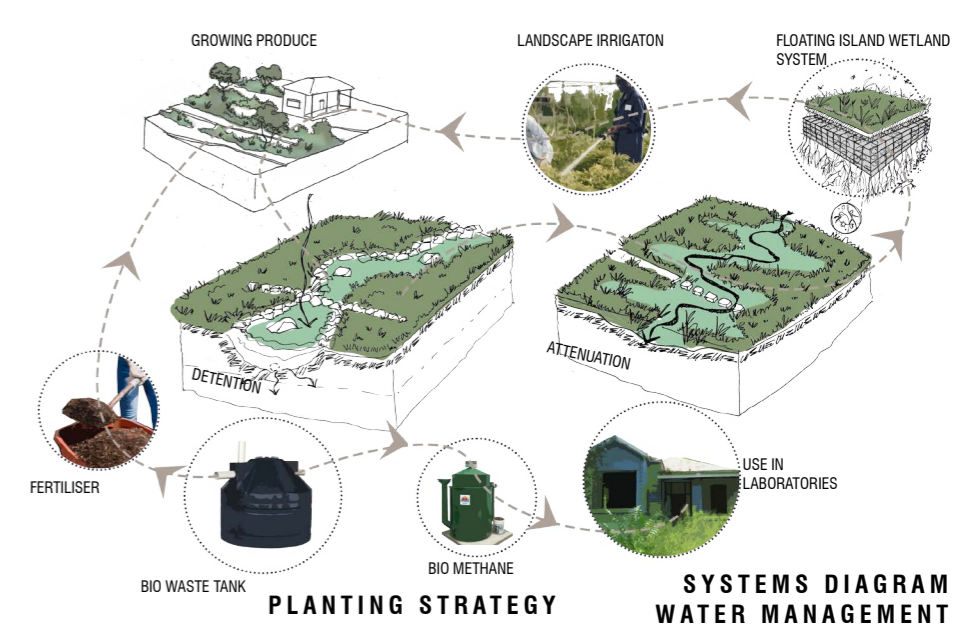 GROWING PRODUCE
LANDSCAPE IRRIGATON
FLOATING ISLAND WETLAND
SYSTEM
DETENTION
ATTENUATION
FERTILISER
USE IN
LABORATORIES
BIO WASTE TANK
BIO METHANE
PLANTING STRATEGY
SYSTEMS DIAGRAM
WATER MANAGEMENT